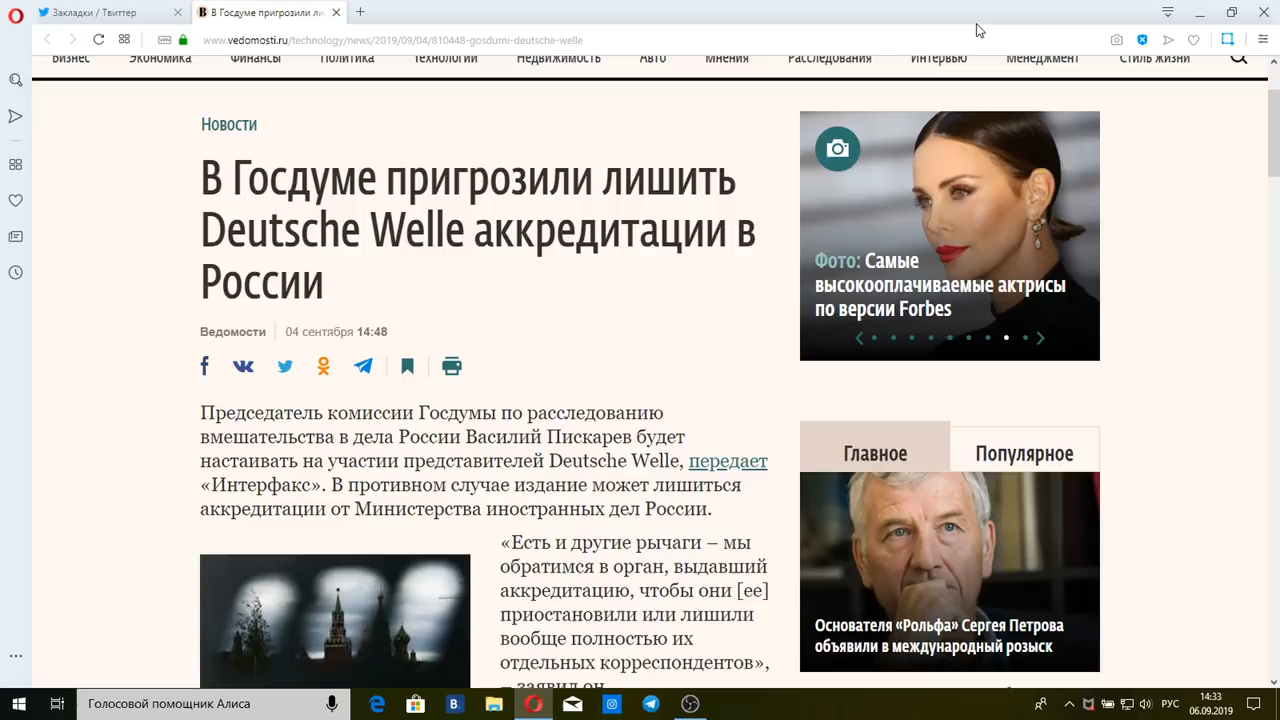 Закладки / Твиттер
В Госдуме пригрозили ли
www.vedomosti.ru/technology/news/2019/09/04/810448-gosdumi-deutsche-welle
Бизнес Экономика Финансы Политика Технологии Недвижимость Авто Мнения Расследования Интервью Менеджмент Стиль жизни
Новости
В Госдуме пригрозили лишить
Deutsche Welle аккредитации в
России
Ведомости 04 сентября 14:48
Председатель комиссии Госдумы по расследованию
вмешательства в дела России Василий Пискарев будет
настаивать на участии представителей Deutsche Welle, передает
«Интерфакс». В противном случае издание может лишиться
аккредитации от Министерства иностранных дел России.
«Есть и другие рычаги – мы
обратимся в орган, выдавший
аккредитацию, чтобы они [ее]
приостановили или лишили
вообще полностью их
отдельных корреспондентов»,
– заявил он.
Фото: Самые
высокооплачиваемые актрисы
по версии Forbes
Главное Популярное
Основателя «Рольфа» Сергея Петрова
объявили в международный розыск
Голосовой помощник Алиса
РУС
14:33
06.09.2019